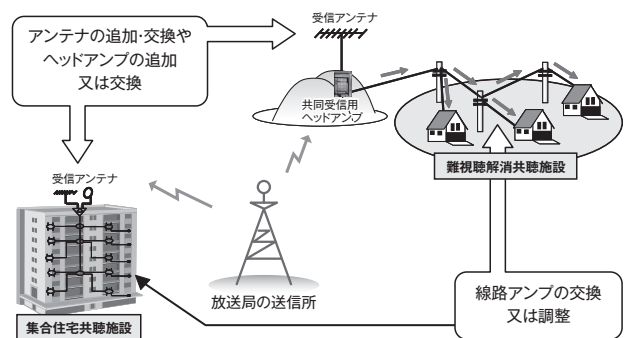 アンテナの追加・交換や
ヘッドアンプの追加
又は交換
受信アンテナ
共同受信用
ヘッドアンプ
難視聴解消共聴施設
受信アンテナ
集合住宅共聴施設
放送局の送信所
線路アンプの交換
又は調整